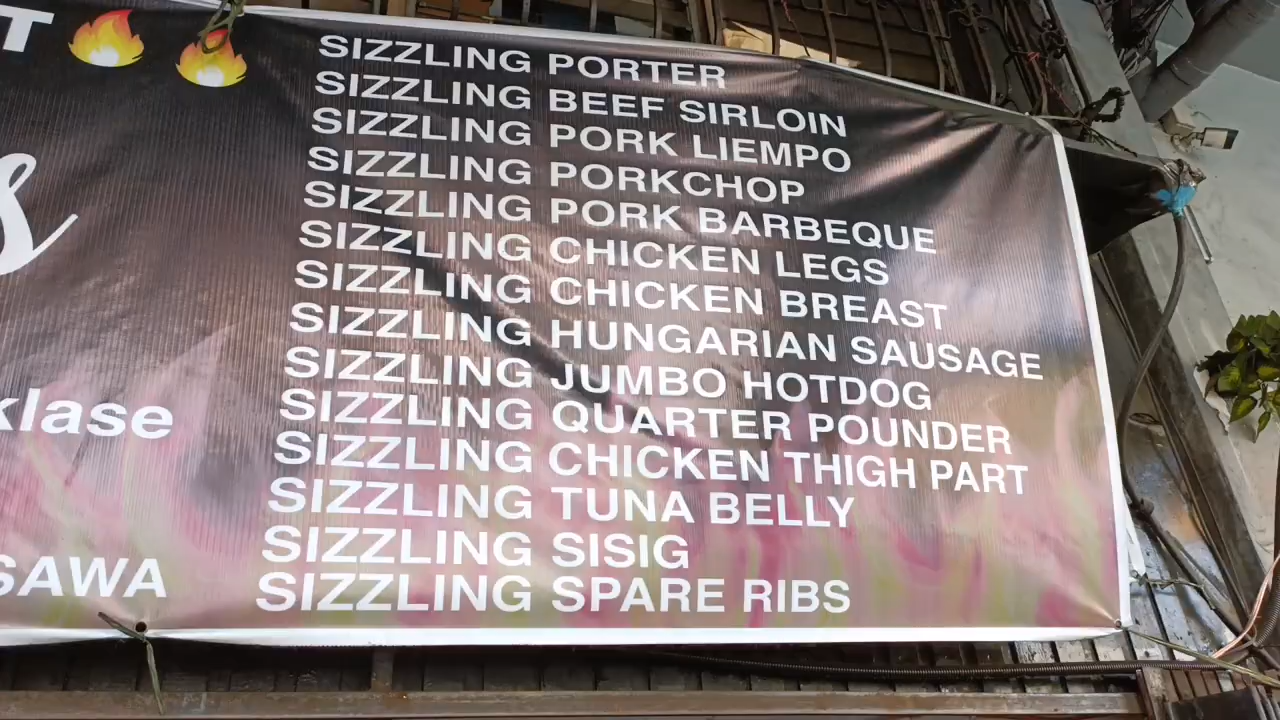 T
SIZZLING PORTER
SIZZLING BEEF SIRLOIN
SIZZLING PORK LIEMPO
SIZZLING PORKCHOP
SIZZLING PORK BARBEQUE
SIZZLING CHICKEN LEGS
SIZZLING CHICKEN BREAST
SIZZLING HUNGARIAN SAUSAGE
SIZZLING JUMBO HOTDOG
SIZZLING QUARTER POUNDER
SIZZLING CHICKEN THIGH PART
SIZZLING TUNA BELLY
SIZZLING SISIG
SIZZLING SPARE RIBS
s
klase
SAWA